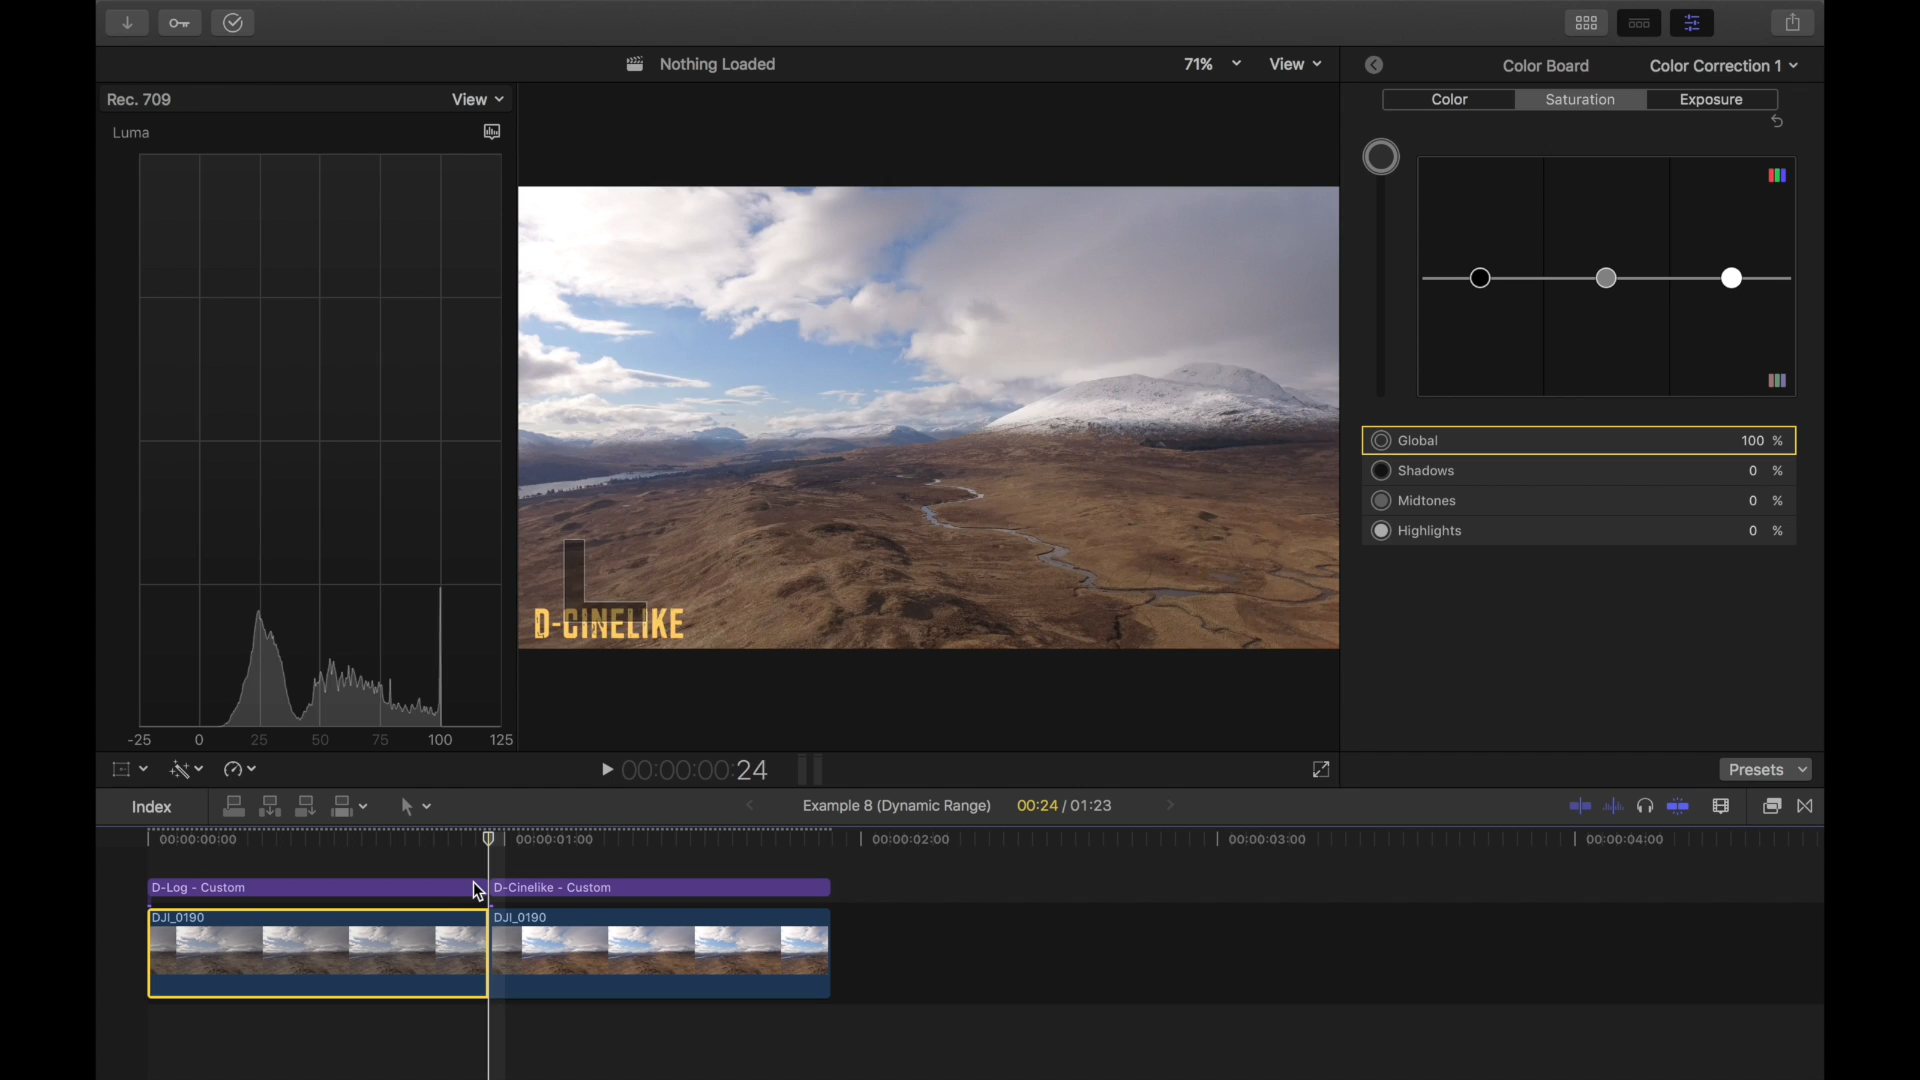 Nothing Loaded
71%
View
Color Board
Color Correction 1
Rec. 709
View
Color
Saturation
Exposure
Luma
Global 100 %
Shadows 0 %
Midtones 0 %
Highlights 0 %
D-CINELIKE
-25 0 25 50 75 100 125
00:00:00:24
Presets
Index
Example 8 (Dynamic Range)
00:24 / 01:23
00:00:00:00
00:00:01:00
00:00:02:00
00:00:03:00
00:00:04:00
D-Log - Custom
D-Cinelike - Custom
DJI_0190
DJI_0190